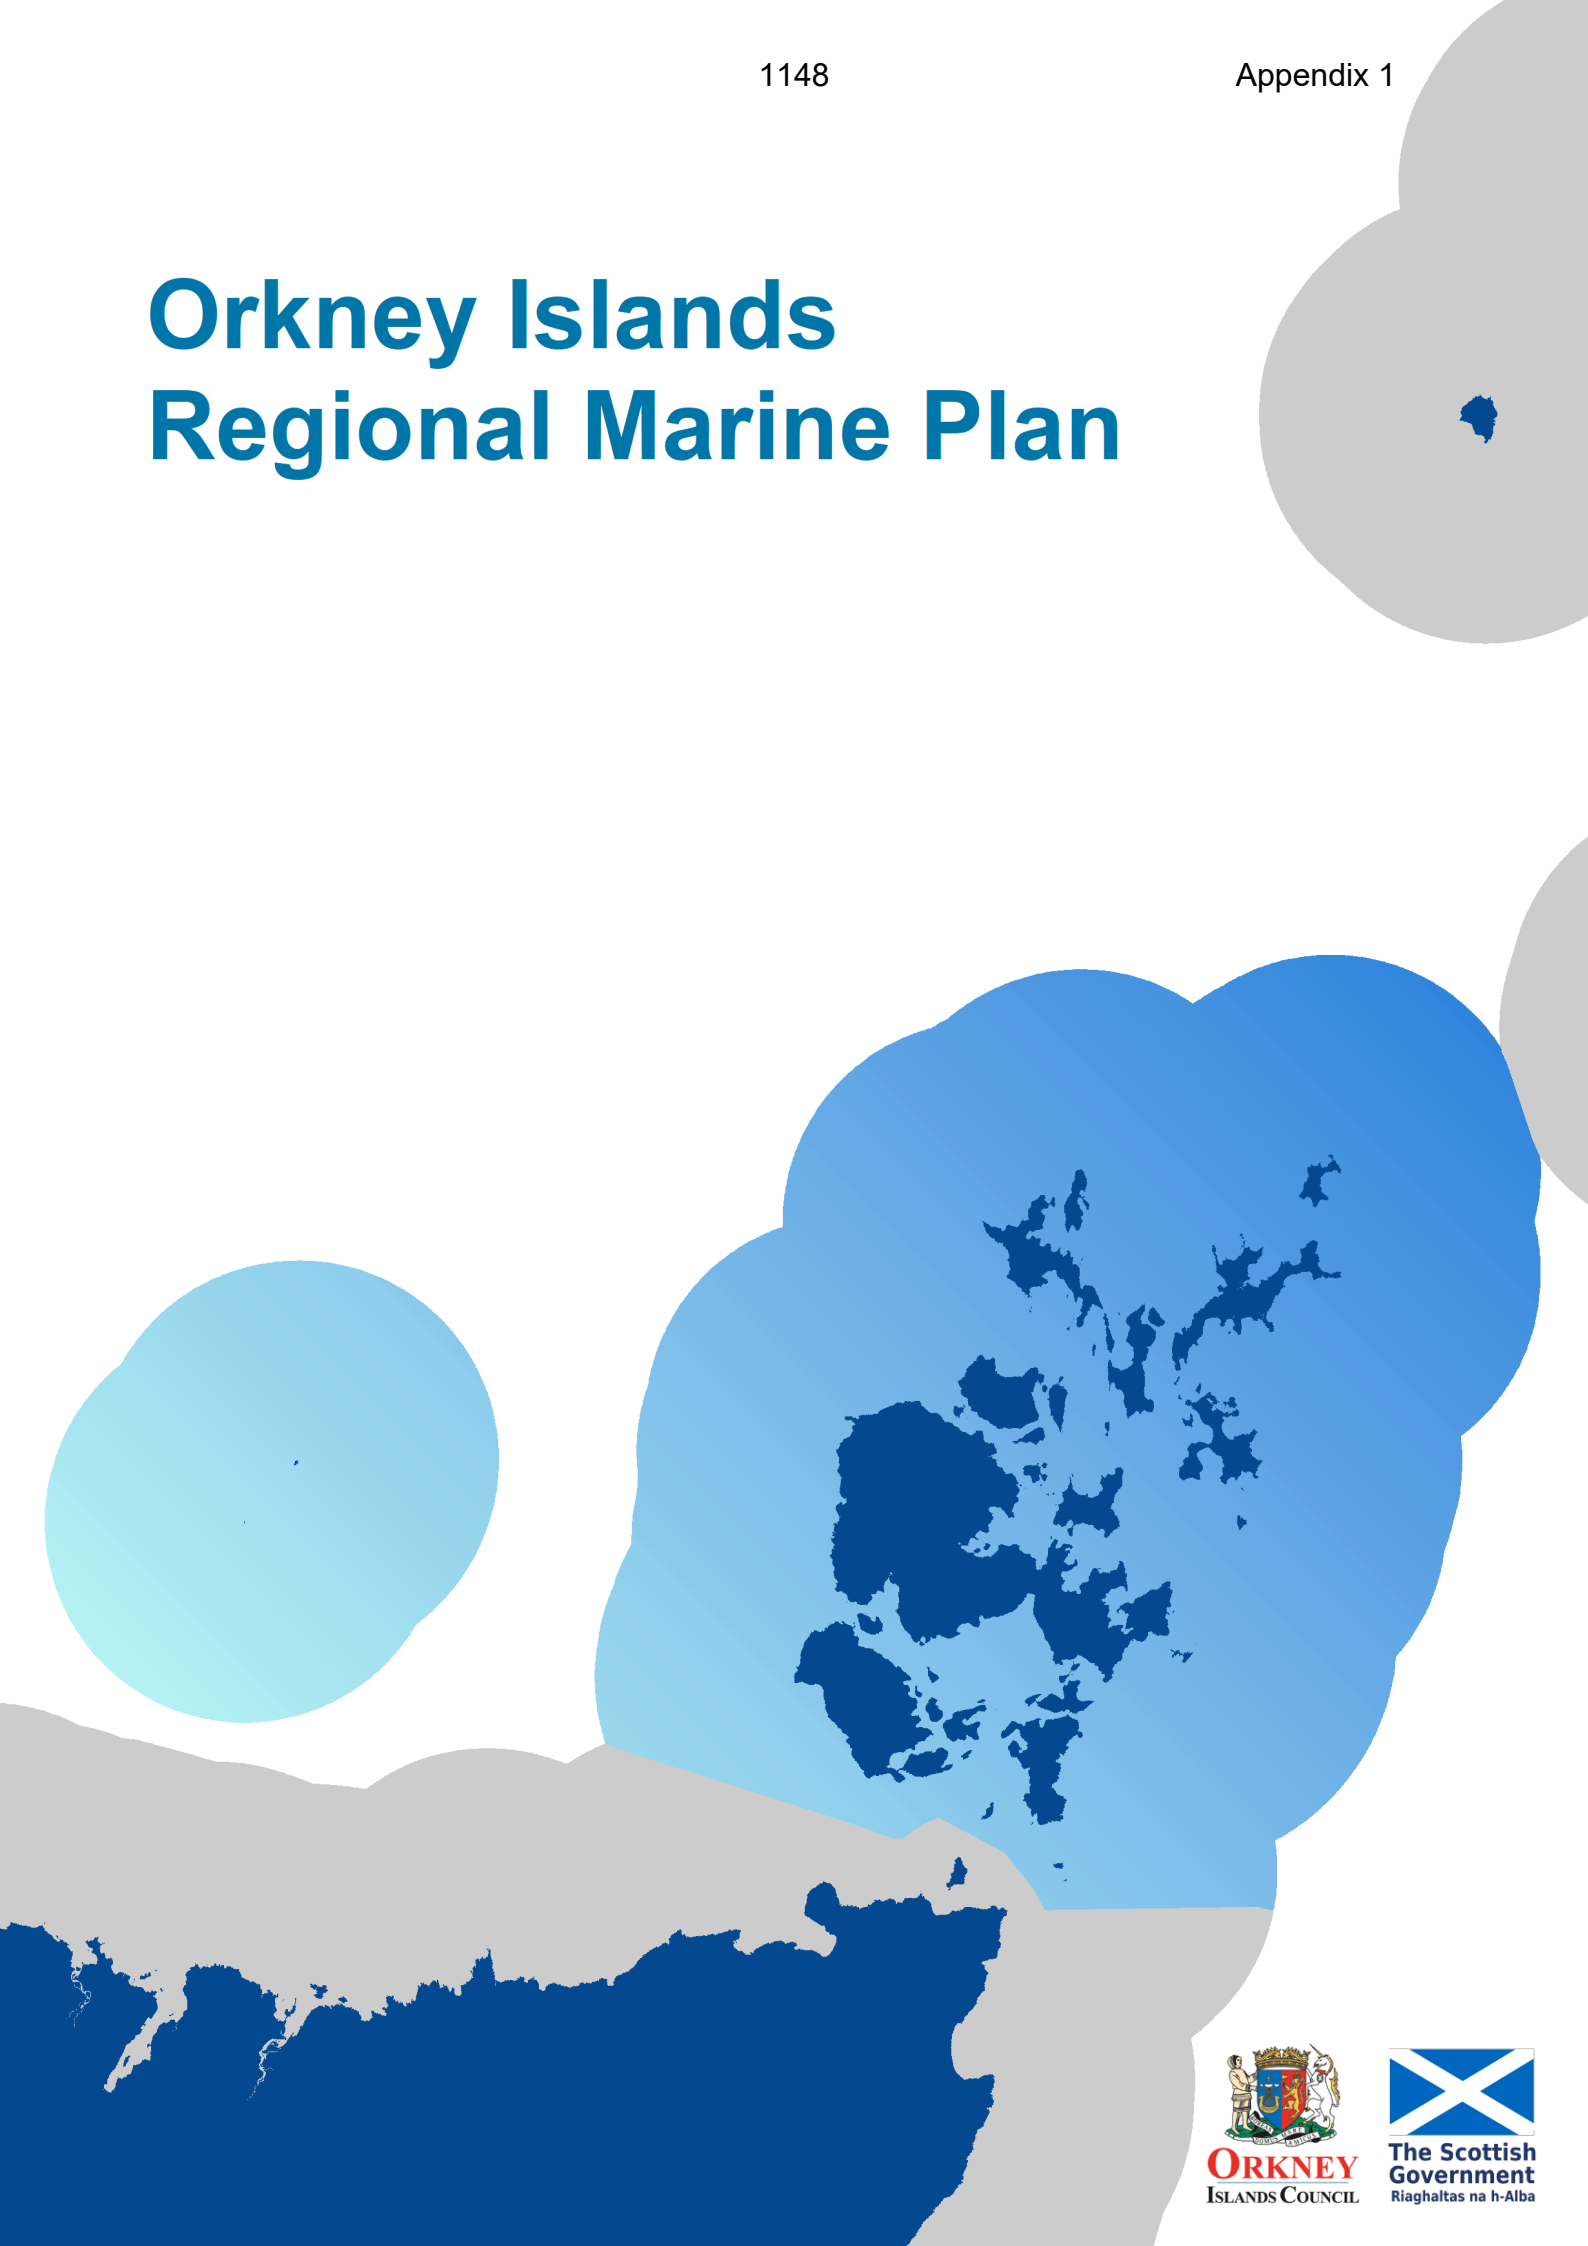 1148
Appendix 1
Orkney Islands
Regional Marine Plan
ORKNEY
ISLANDS COUNCIL
The Scottish
Government
Riaghaltas na h-Alba